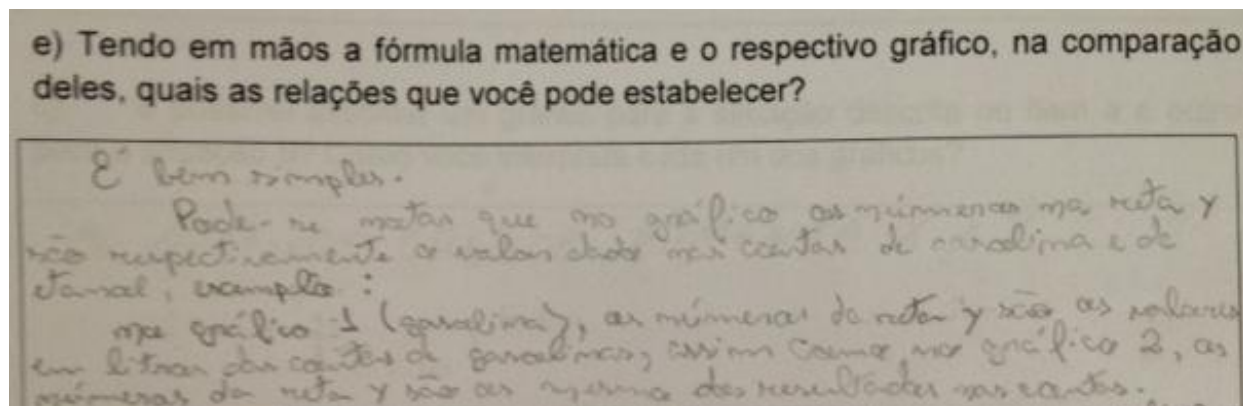 e) Tendo em mãos a fórmula matemática e o respectivo gráfico, na comparação
deles, quais as relações que você pode estabelecer?
É bem simples.
Pode-se notar que no gráfico os números na reta y
são respectivamente o valor dado nas contas de gasolina e de
etanol, exemplo :
no gráfico 1 (gasolina), os números da reta y são os valores
em litros das contas de gasolina, assim como no gráfico 2, os
números da reta y são os mesmo dos resultados nas contas.